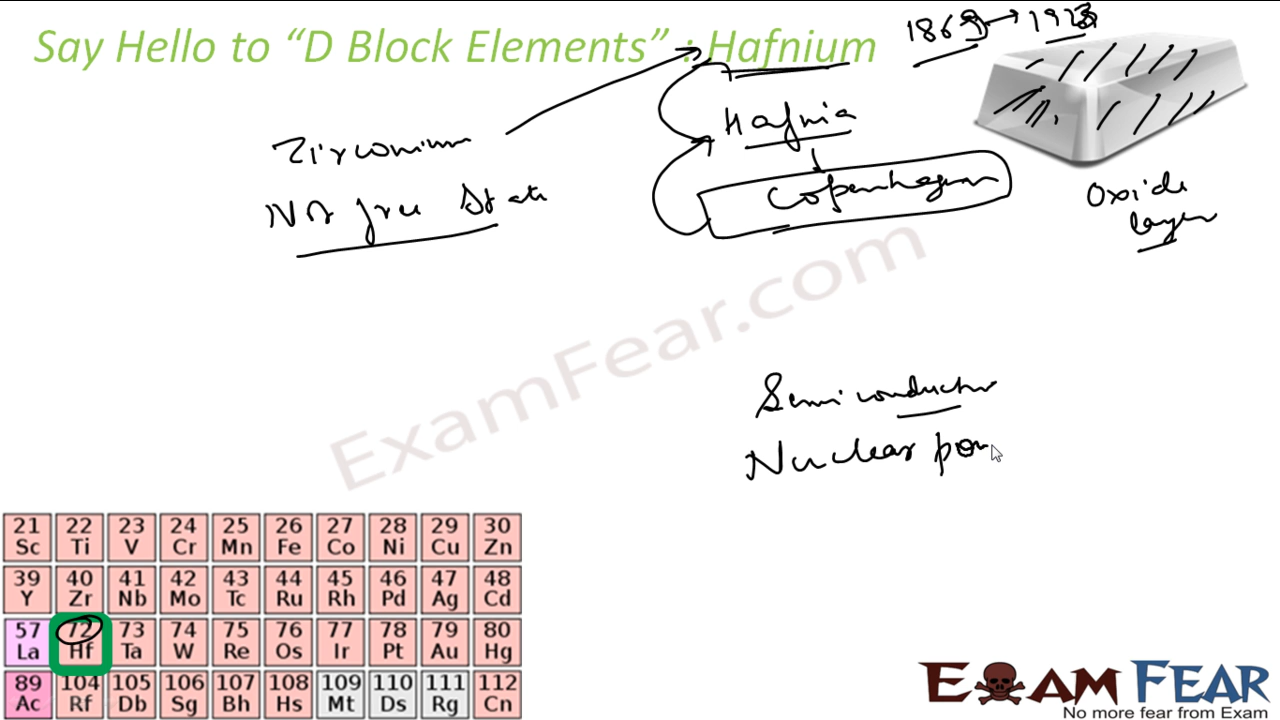 Say Hello to “D Block Elements” : Hafnium
1869 → 1923
Zirconium
Hafnia
Not free State
Copenhagen
Oxide
layer
ExamFear.com
Semiconductor
Nuclear pow
21 22 23 24 25 26 27 28 29 30
Sc Ti V Cr Mn Fe Co Ni Cu Zn
39 40 41 42 43 44 45 46 47 48
Y Zr Nb Mo Tc Ru Rh Pd Ag Cd
57 72 73 74 75 76 77 78 79 80
La Hf Ta W Re Os Ir Pt Au Hg
89 104 105 106 107 108 109 110 111 112
Ac Rf Db Sg Bh Hs Mt Ds Rg Cn
EXAM FEAR
No more fear from Exam